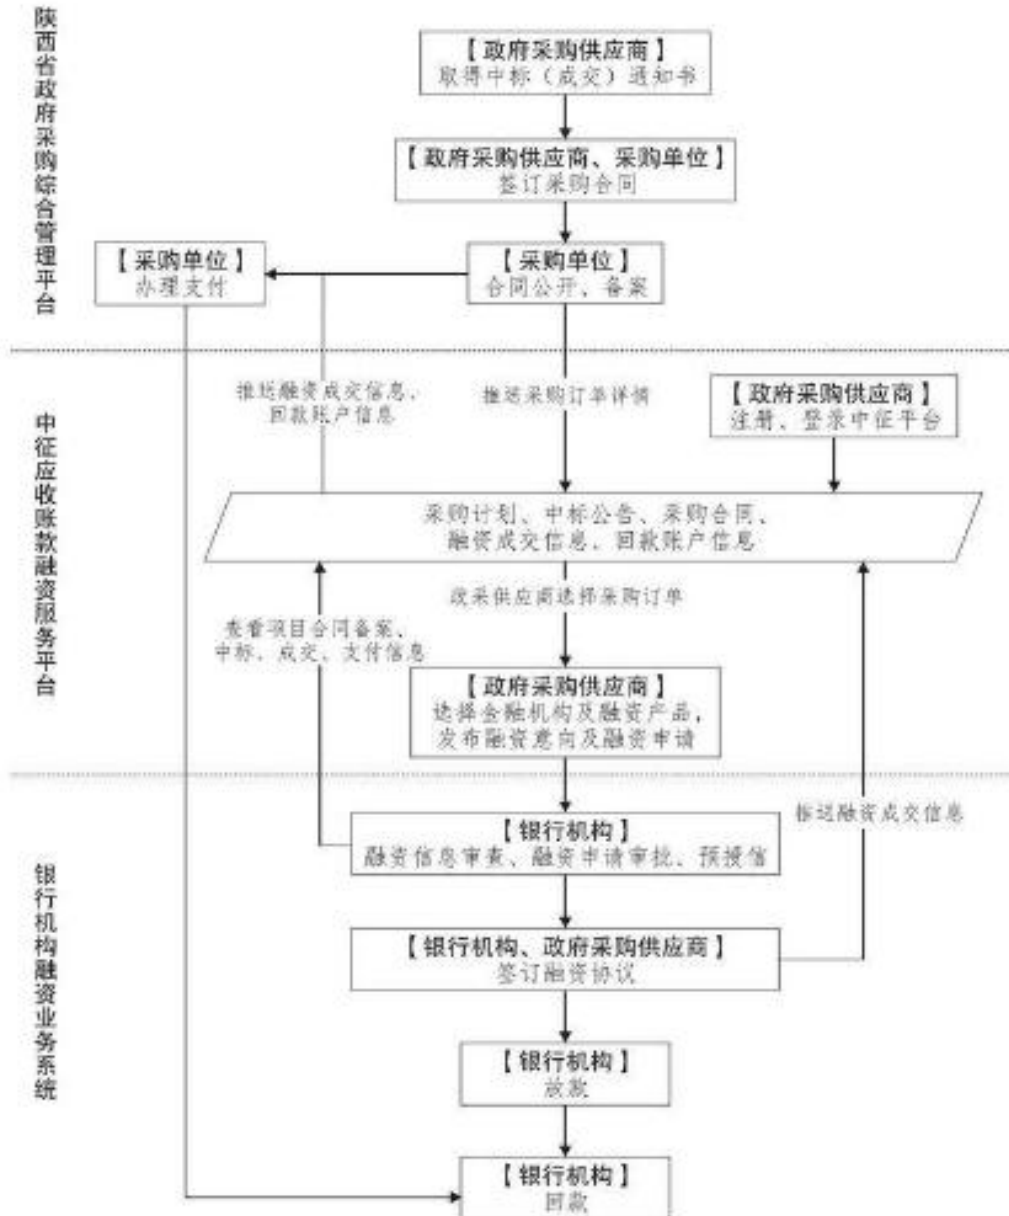 陕西省政府采购综合管理平台
【政府采购供应商】
取得中标（成交）通知书
【政府采购供应商、采购单位】
签订采购合同
【采购单位】
办理支付
【采购单位】
合同公开、备案
中征应收账款融资服务平台
推送融资成交信息、
回款账户信息
推送采购订单详情
【政府采购供应商】
注册、登录中征平台
采购计划、中标公告、采购合同、
融资成交信息、回款账户信息
政采供应商选择采购订单
查看项目合同备案、
中标、成交、支付信息
【政府采购供应商】
选择金融机构及融资产品，
发布融资意向及融资申请
银行机构融资业务系统
推送融资成交信息
【银行机构】
融资信息审查、融资申请审批、预授信
【银行机构、政府采购供应商】
签订融资协议
【银行机构】
放款
【银行机构】
回款